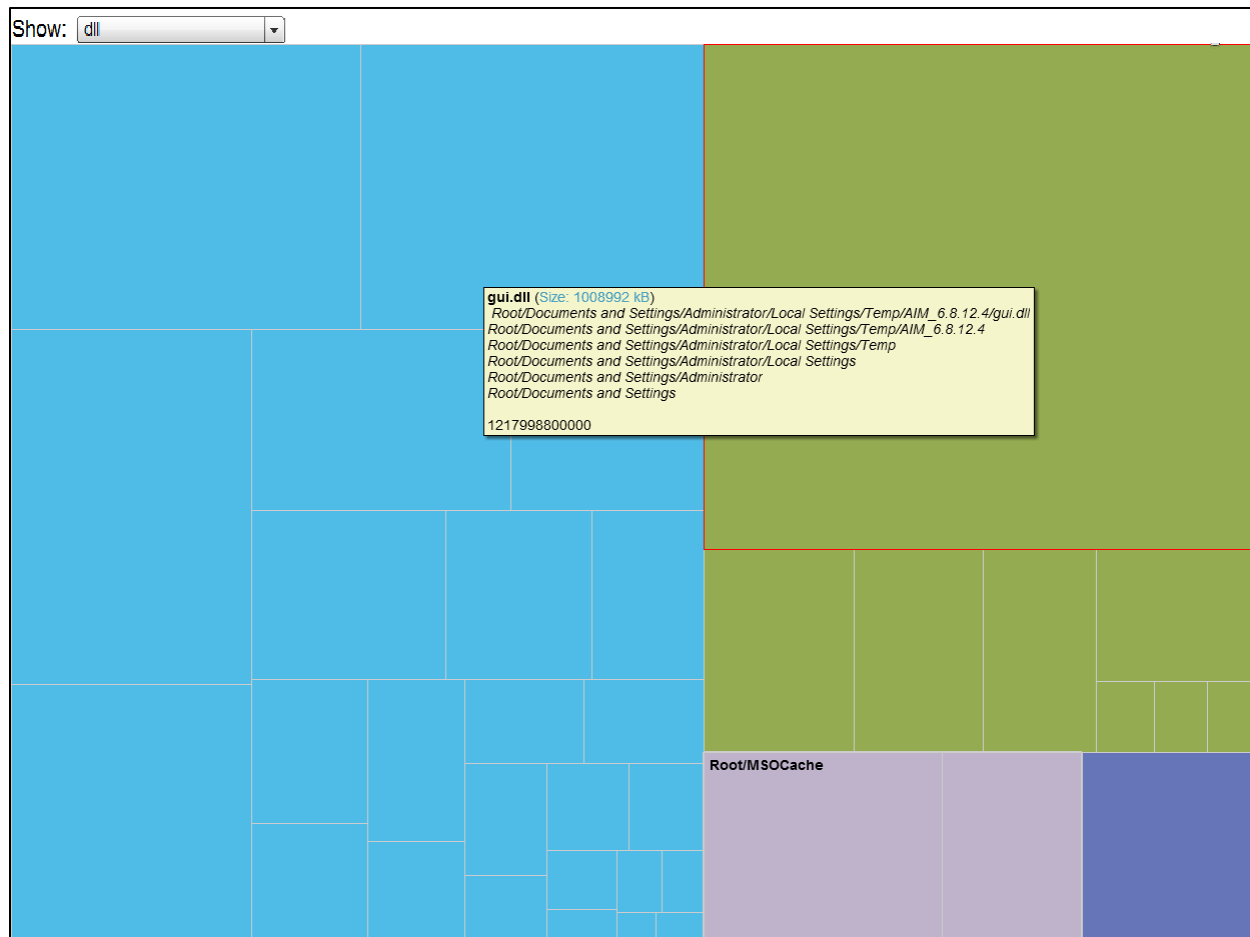 Show: dll
gui.dll (Size: 1008992 kB)
Root/Documents and Settings/Administrator/Local Settings/Temp/AIM_6.8.12.4/gui.dll
Root/Documents and Settings/Administrator/Local Settings/Temp/AIM_6.8.12.4
Root/Documents and Settings/Administrator/Local Settings/Temp
Root/Documents and Settings/Administrator/Local Settings
Root/Documents and Settings/Administrator
Root/Documents and Settings
1217998800000
Root/MSOCache